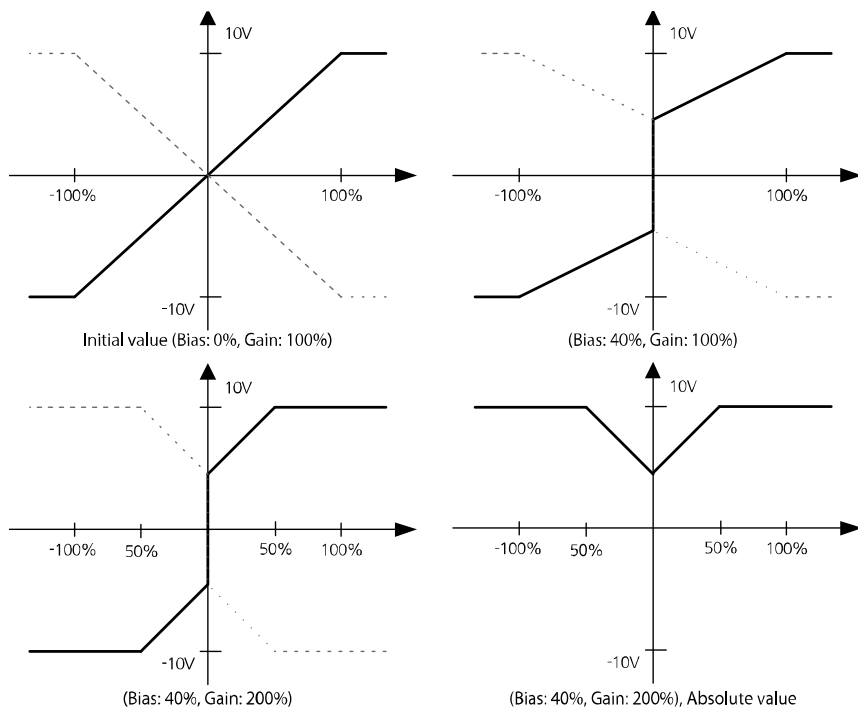 10V
-100%
100%
-10V
Initial value (Bias: 0%, Gain: 100%)
10V
-100%
100%
-10V
(Bias: 40%, Gain: 100%)
10V
-100%
50%
50%
100%
-10V
(Bias: 40%, Gain: 200%)
10V
-100%
50%
50%
100%
-10V
(Bias: 40%, Gain: 200%), Absolute value